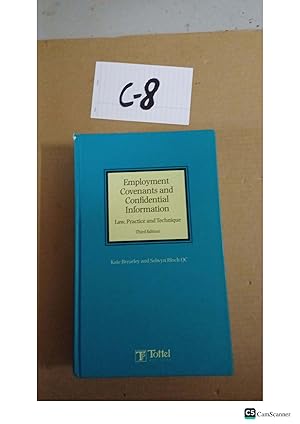 C-8
Employment
Covenants and
Confidential
Information
Law, Practice and Technique
Third Edition
Kate Brearley and Selwyn Bloch QC
Tottel
CS CamScanner